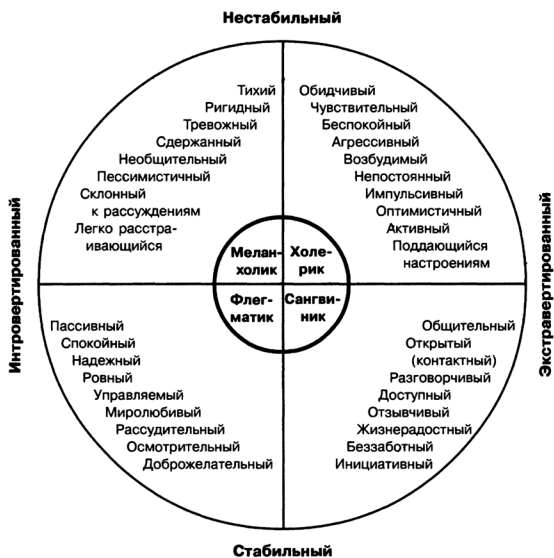 Нестабильный
Тихий
Ригидный
Тревожный
Сдержанный
Необщительный
Пессимистичный
Склонный
к рассуждениям
Легко расстра-
ивающийся
Обидчивый
Чувствительный
Беспокойный
Агрессивный
Возбудимый
Непостоянный
Импульсивный
Оптимистичный
Активный
Поддающийся
настроениям
Интровертированный
Мелан-
холик
Холе-
рик
Флег-
матик
Сангви-
ник
Экстравертированный
Пассивный
Спокойный
Надежный
Ровный
Управляемый
Миролюбивый
Рассудительный
Осмотрительный
Доброжелательный
Общительный
Открытый
(контактный)
Разговорчивый
Доступный
Отзывчивый
Жизнерадостный
Беззаботный
Инициативный
Стабильный